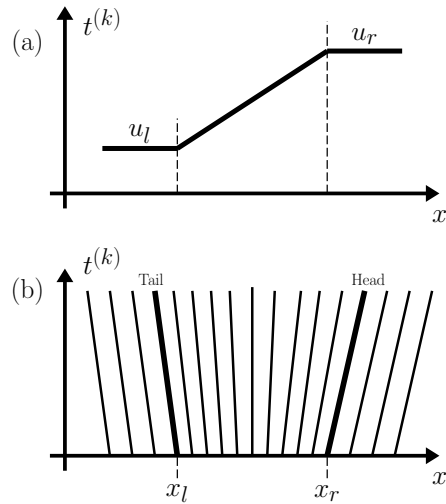 (a)
t^{(k)}
u_l
u_r
x
(b)
t^{(k)}
Tail
Head
x
x_l
x_r